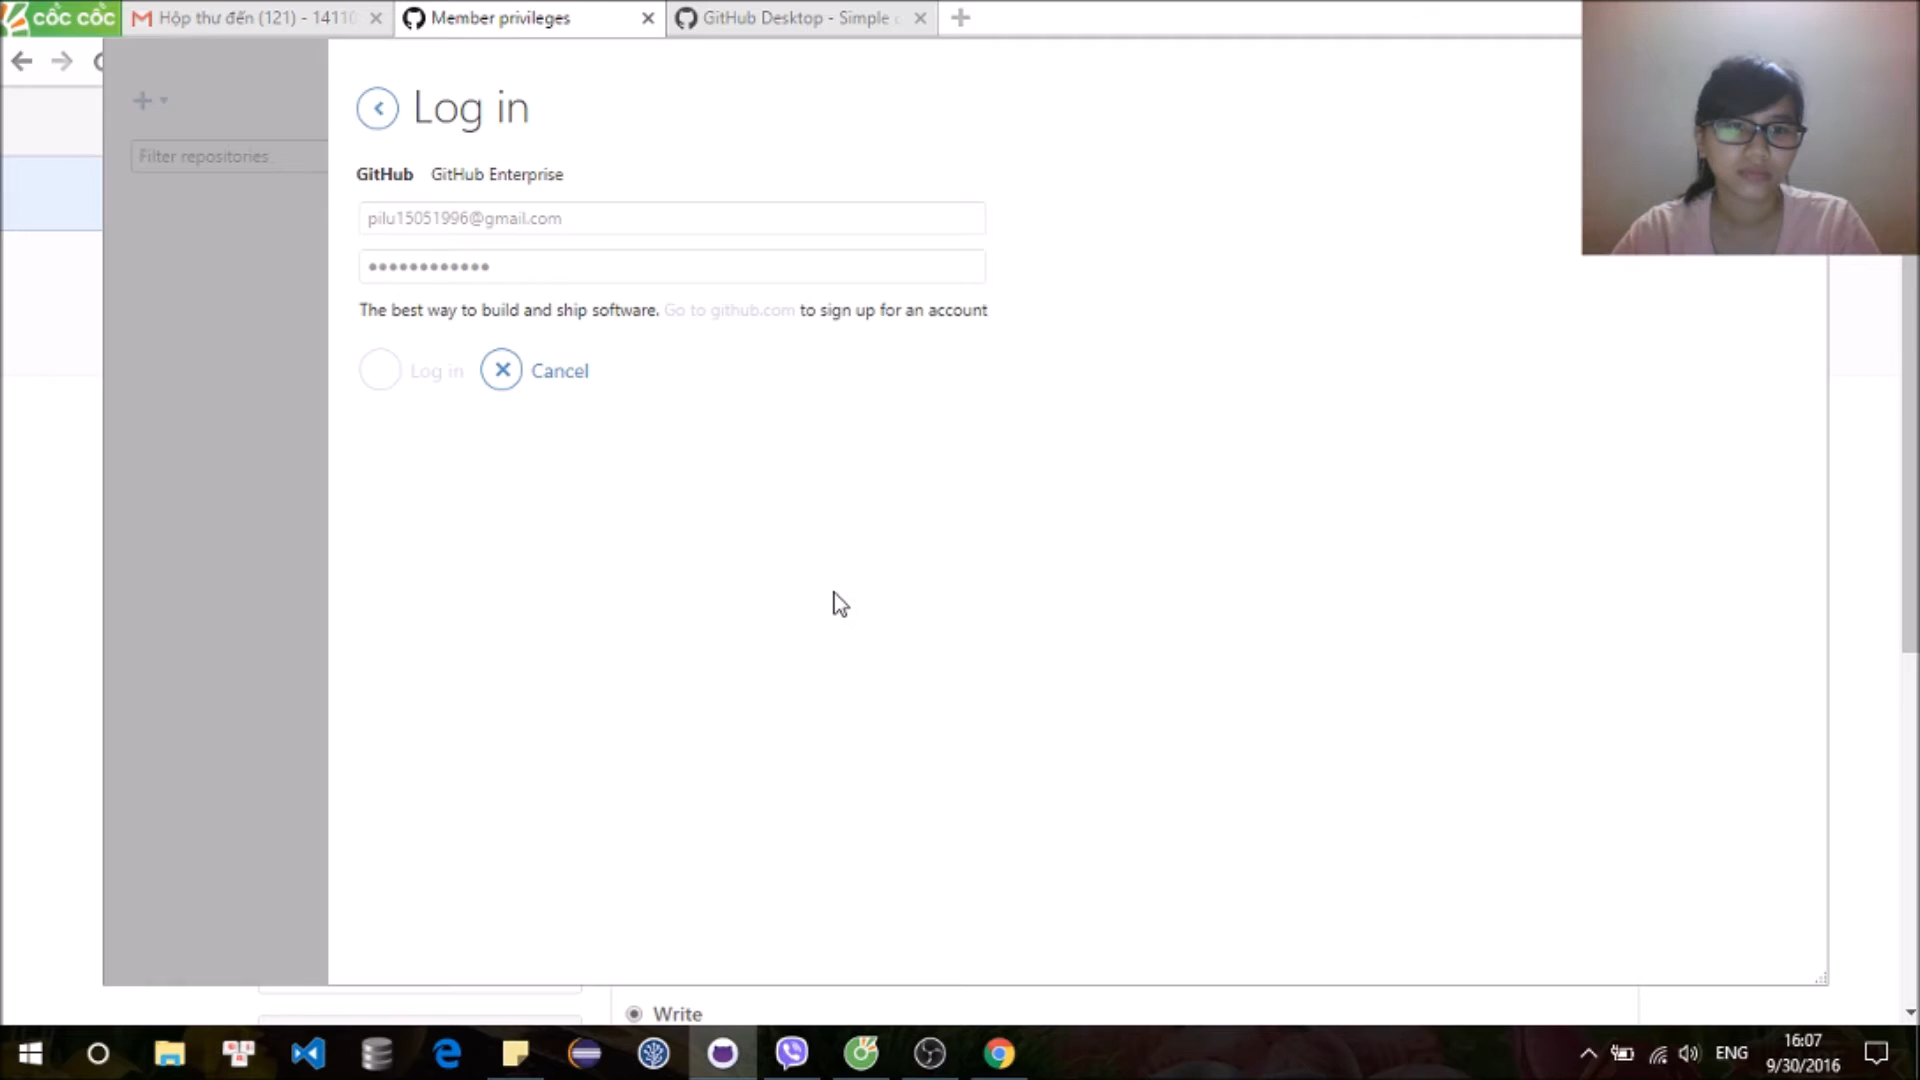 cốc cốc
Hộp thư đến (121) - 1411
Member privileges
GitHub Desktop - Simple
Filter repositories
Log in
GitHub GitHub Enterprise
pilu15051996@gmail.com
The best way to build and ship software. Go to github.com to sign up for an account
Log in Cancel
Write
ENG
16:07
9/30/2016